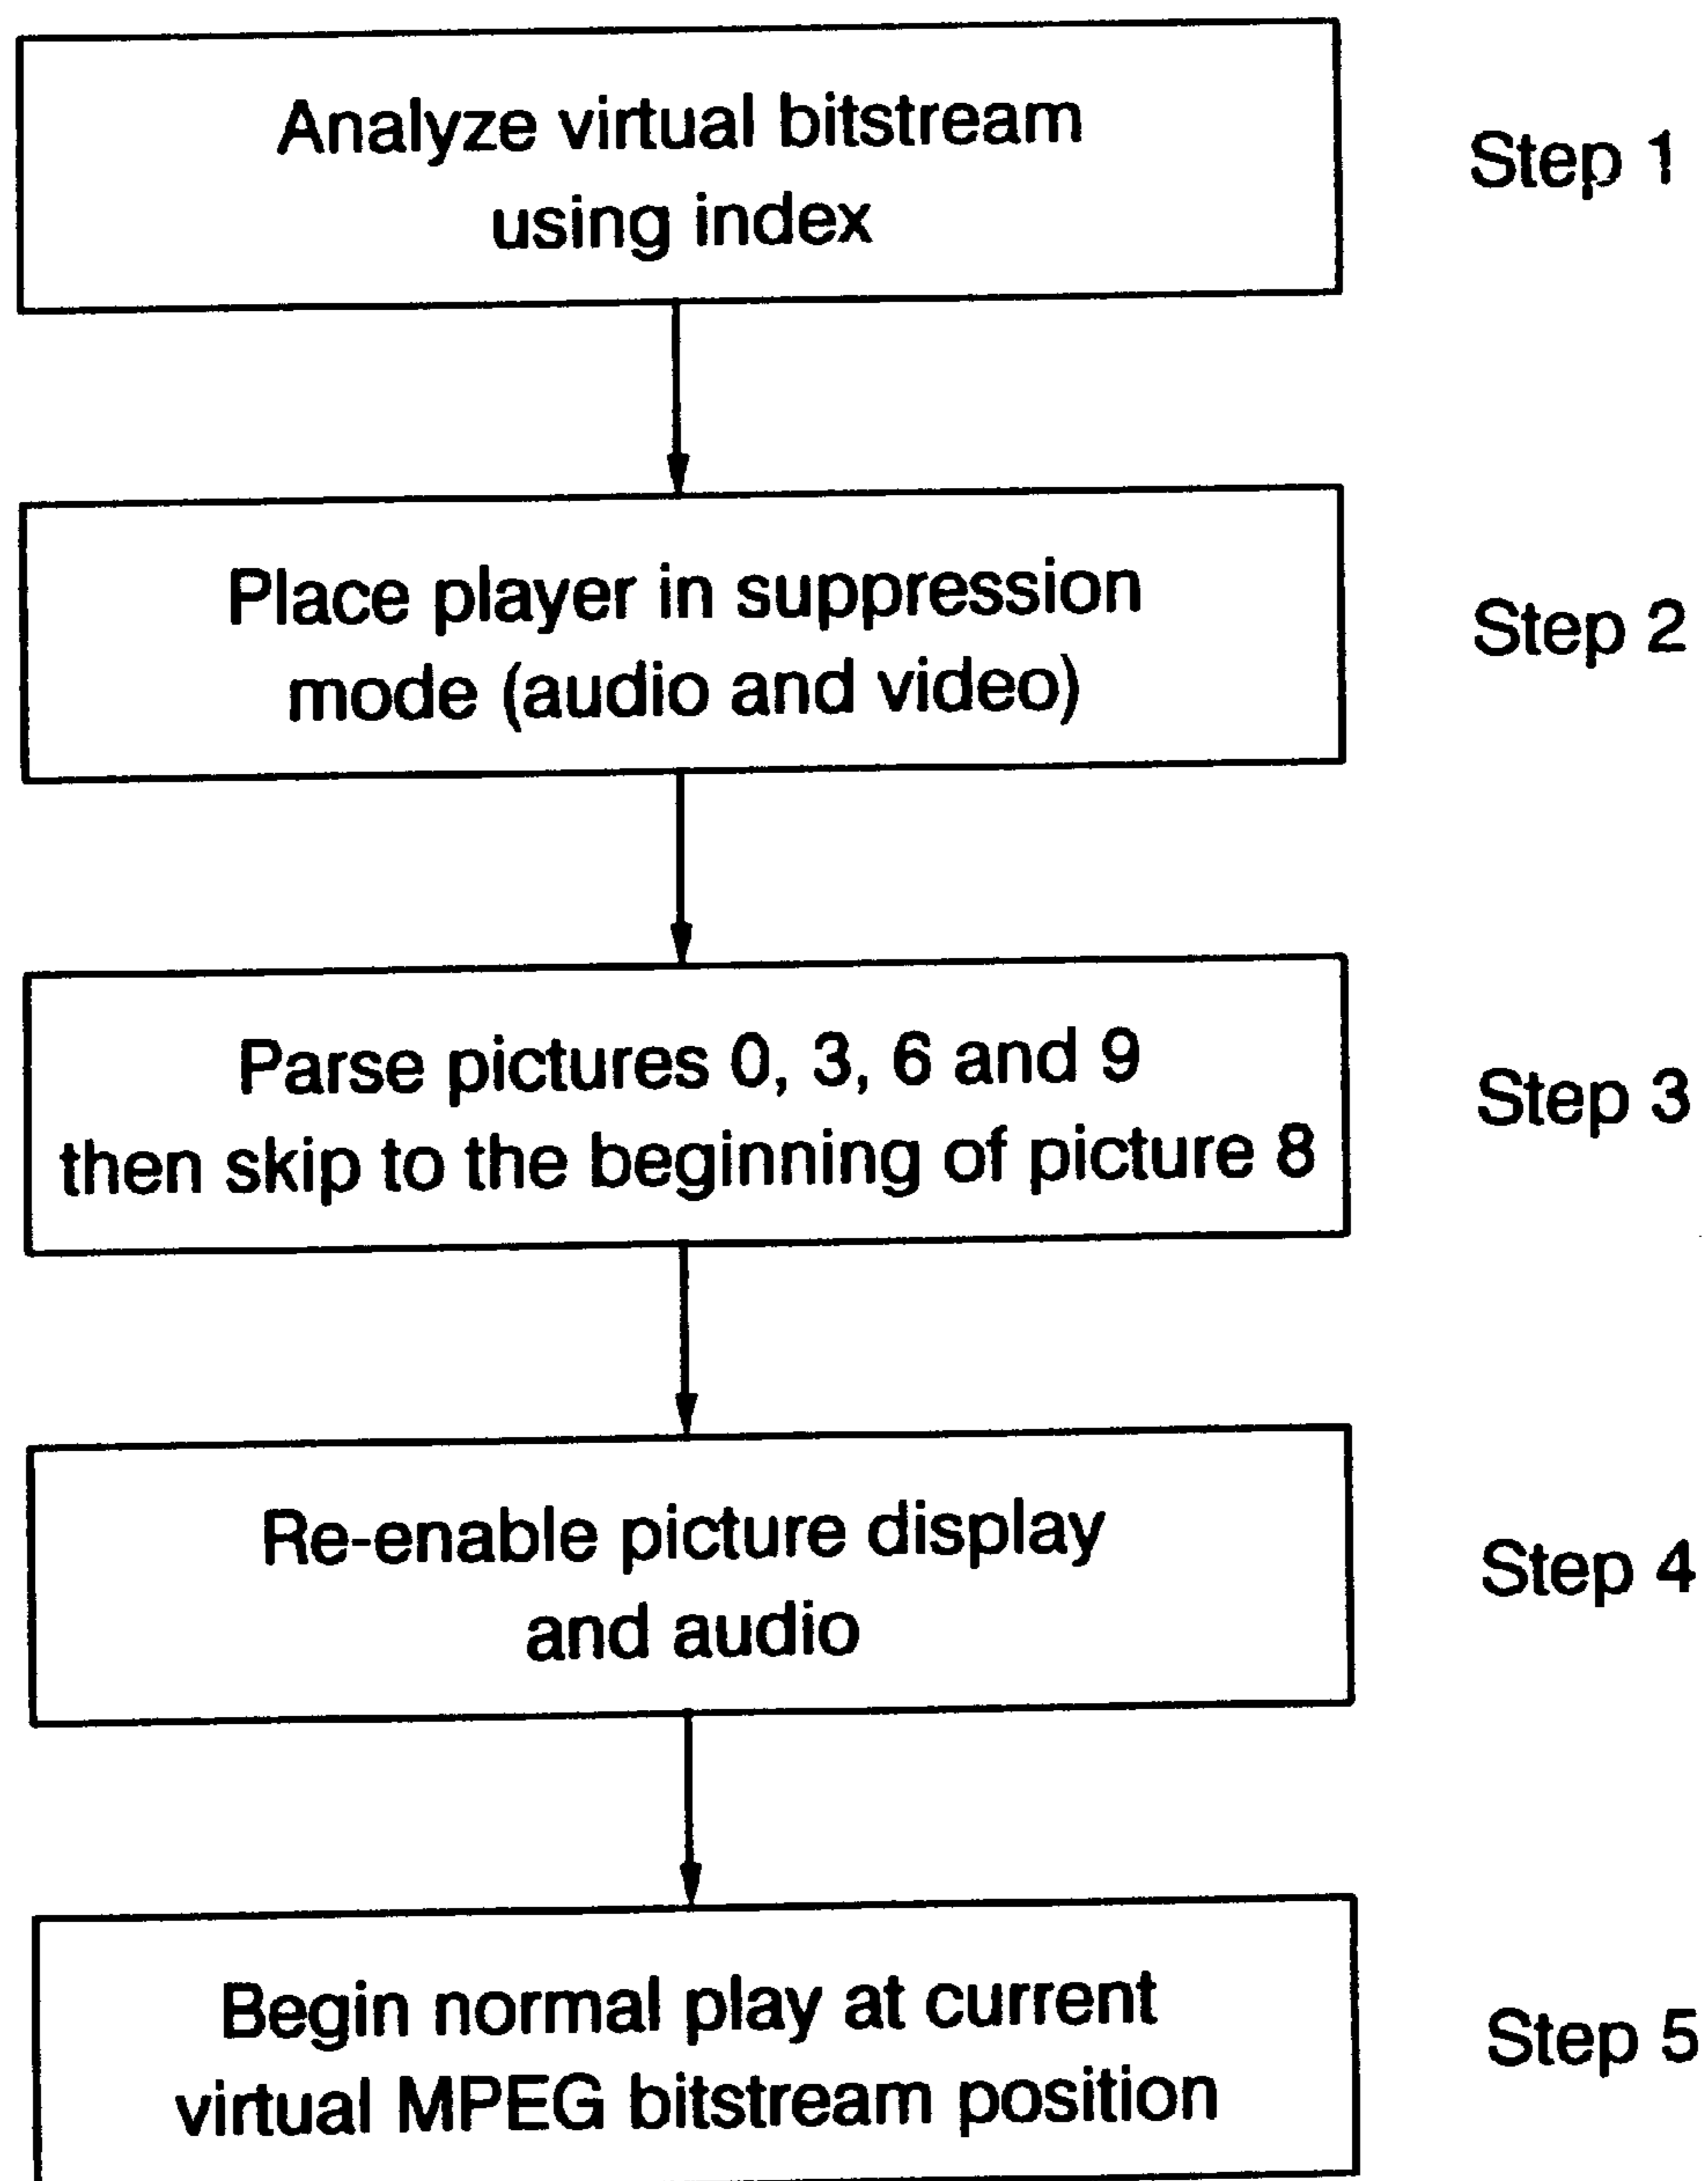 Analyze virtual bitstream
using index
Step 1
Place player in suppression
mode (audio and video)
Step 2
Parse pictures 0, 3, 6 and 9
then skip to the beginning of picture 8
Step 3
Re-enable picture display
and audio
Step 4
Begin normal play at current
virtual MPEG bitstream position
Step 5